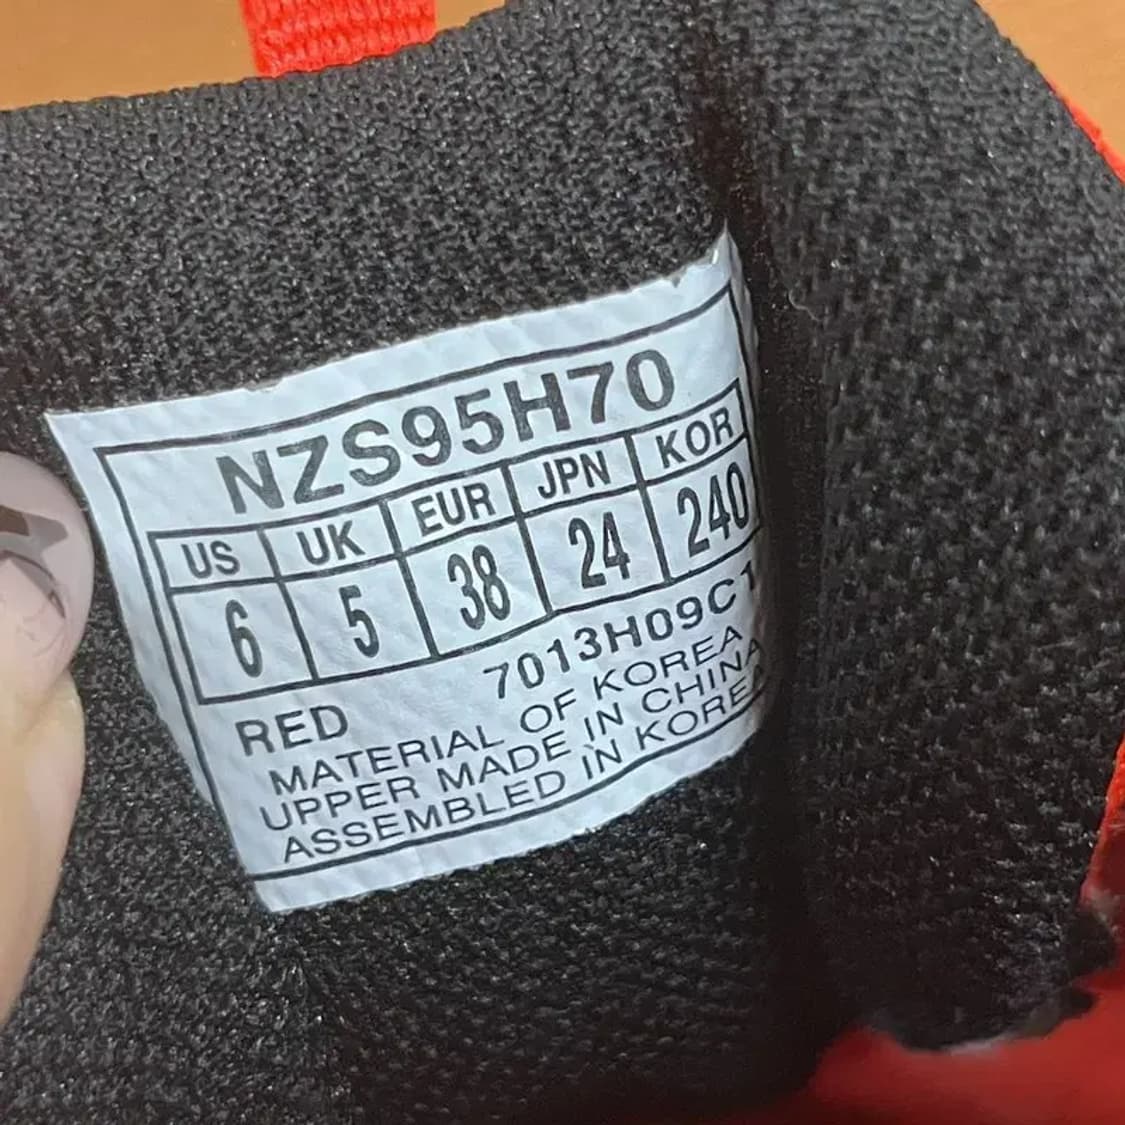 NZS95H70
US UK EUR JPN KOR
6 5 38 24 240
7013H09C1
RED
MATERIAL OF KOREA
UPPER MADE IN CHINA
ASSEMBLED IN KOREA